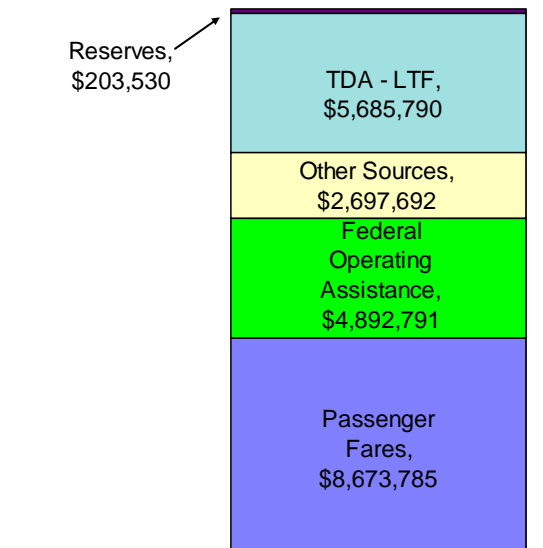 Reserves,
$203,530
TDA - LTF,
$5,685,790
Other Sources,
$2,697,692
Federal
Operating
Assistance,
$4,892,791
Passenger
Fares,
$8,673,785